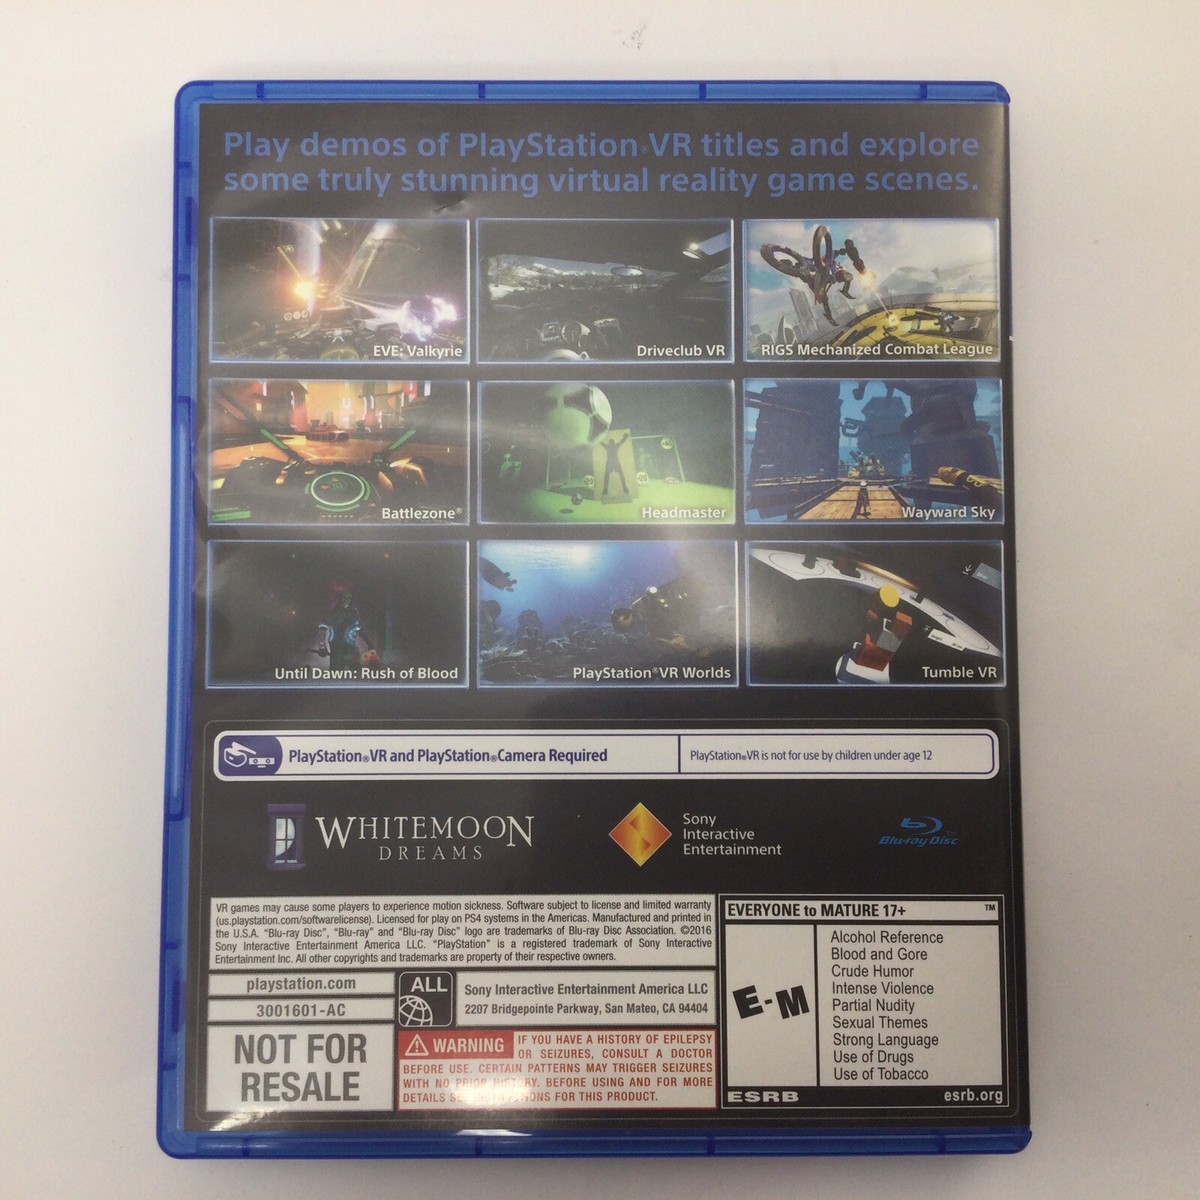 Play demos of PlayStation®VR titles and explore
some truly stunning virtual reality game scenes.
EVE: Valkyrie
Driveclub VR
RIGS Mechanized Combat League
Battlezone®
Headmaster
Wayward Sky
Until Dawn: Rush of Blood
PlayStation®VR Worlds
Tumble VR
PlayStation®VR and PlayStation®Camera Required
PlayStation®VR is not for use by children under age 12
WHITEMOON
DREAMS
Sony
Interactive
Entertainment
Blu-ray Disc™
VR games may cause some players to experience motion sickness. Software subject to license and limited warranty
(us.playstation.com/softwarelicense). Licensed for play on PS4 systems in the Americas. Manufactured and printed in
the U.S.A. “Blu-ray Disc”, “Blu-ray” and “Blu-ray Disc” logo are trademarks of Blu-ray Disc Association. ©2016
Sony Interactive Entertainment America LLC. “PlayStation” is a registered trademark of Sony Interactive
Entertainment Inc. All other copyrights and trademarks are property of their respective owners.
playstation.com
3001601-AC
NOT FOR
RESALE
ALL
Sony Interactive Entertainment America LLC
2207 Bridgepointe Parkway, San Mateo, CA 94404
WARNING IF YOU HAVE A HISTORY OF EPILEPSY
OR SEIZURES, CONSULT A DOCTOR
BEFORE USE. CERTAIN PATTERNS MAY TRIGGER SEIZURES
WITH NO PRIOR HISTORY. BEFORE USING AND FOR MORE
DETAILS FOR THIS PRODUCT.
EVERYONE to MATURE 17+ ™
E-M
Alcohol Reference
Blood and Gore
Crude Humor
Intense Violence
Partial Nudity
Sexual Themes
Strong Language
Use of Drugs
Use of Tobacco
ESRB
esrb.org